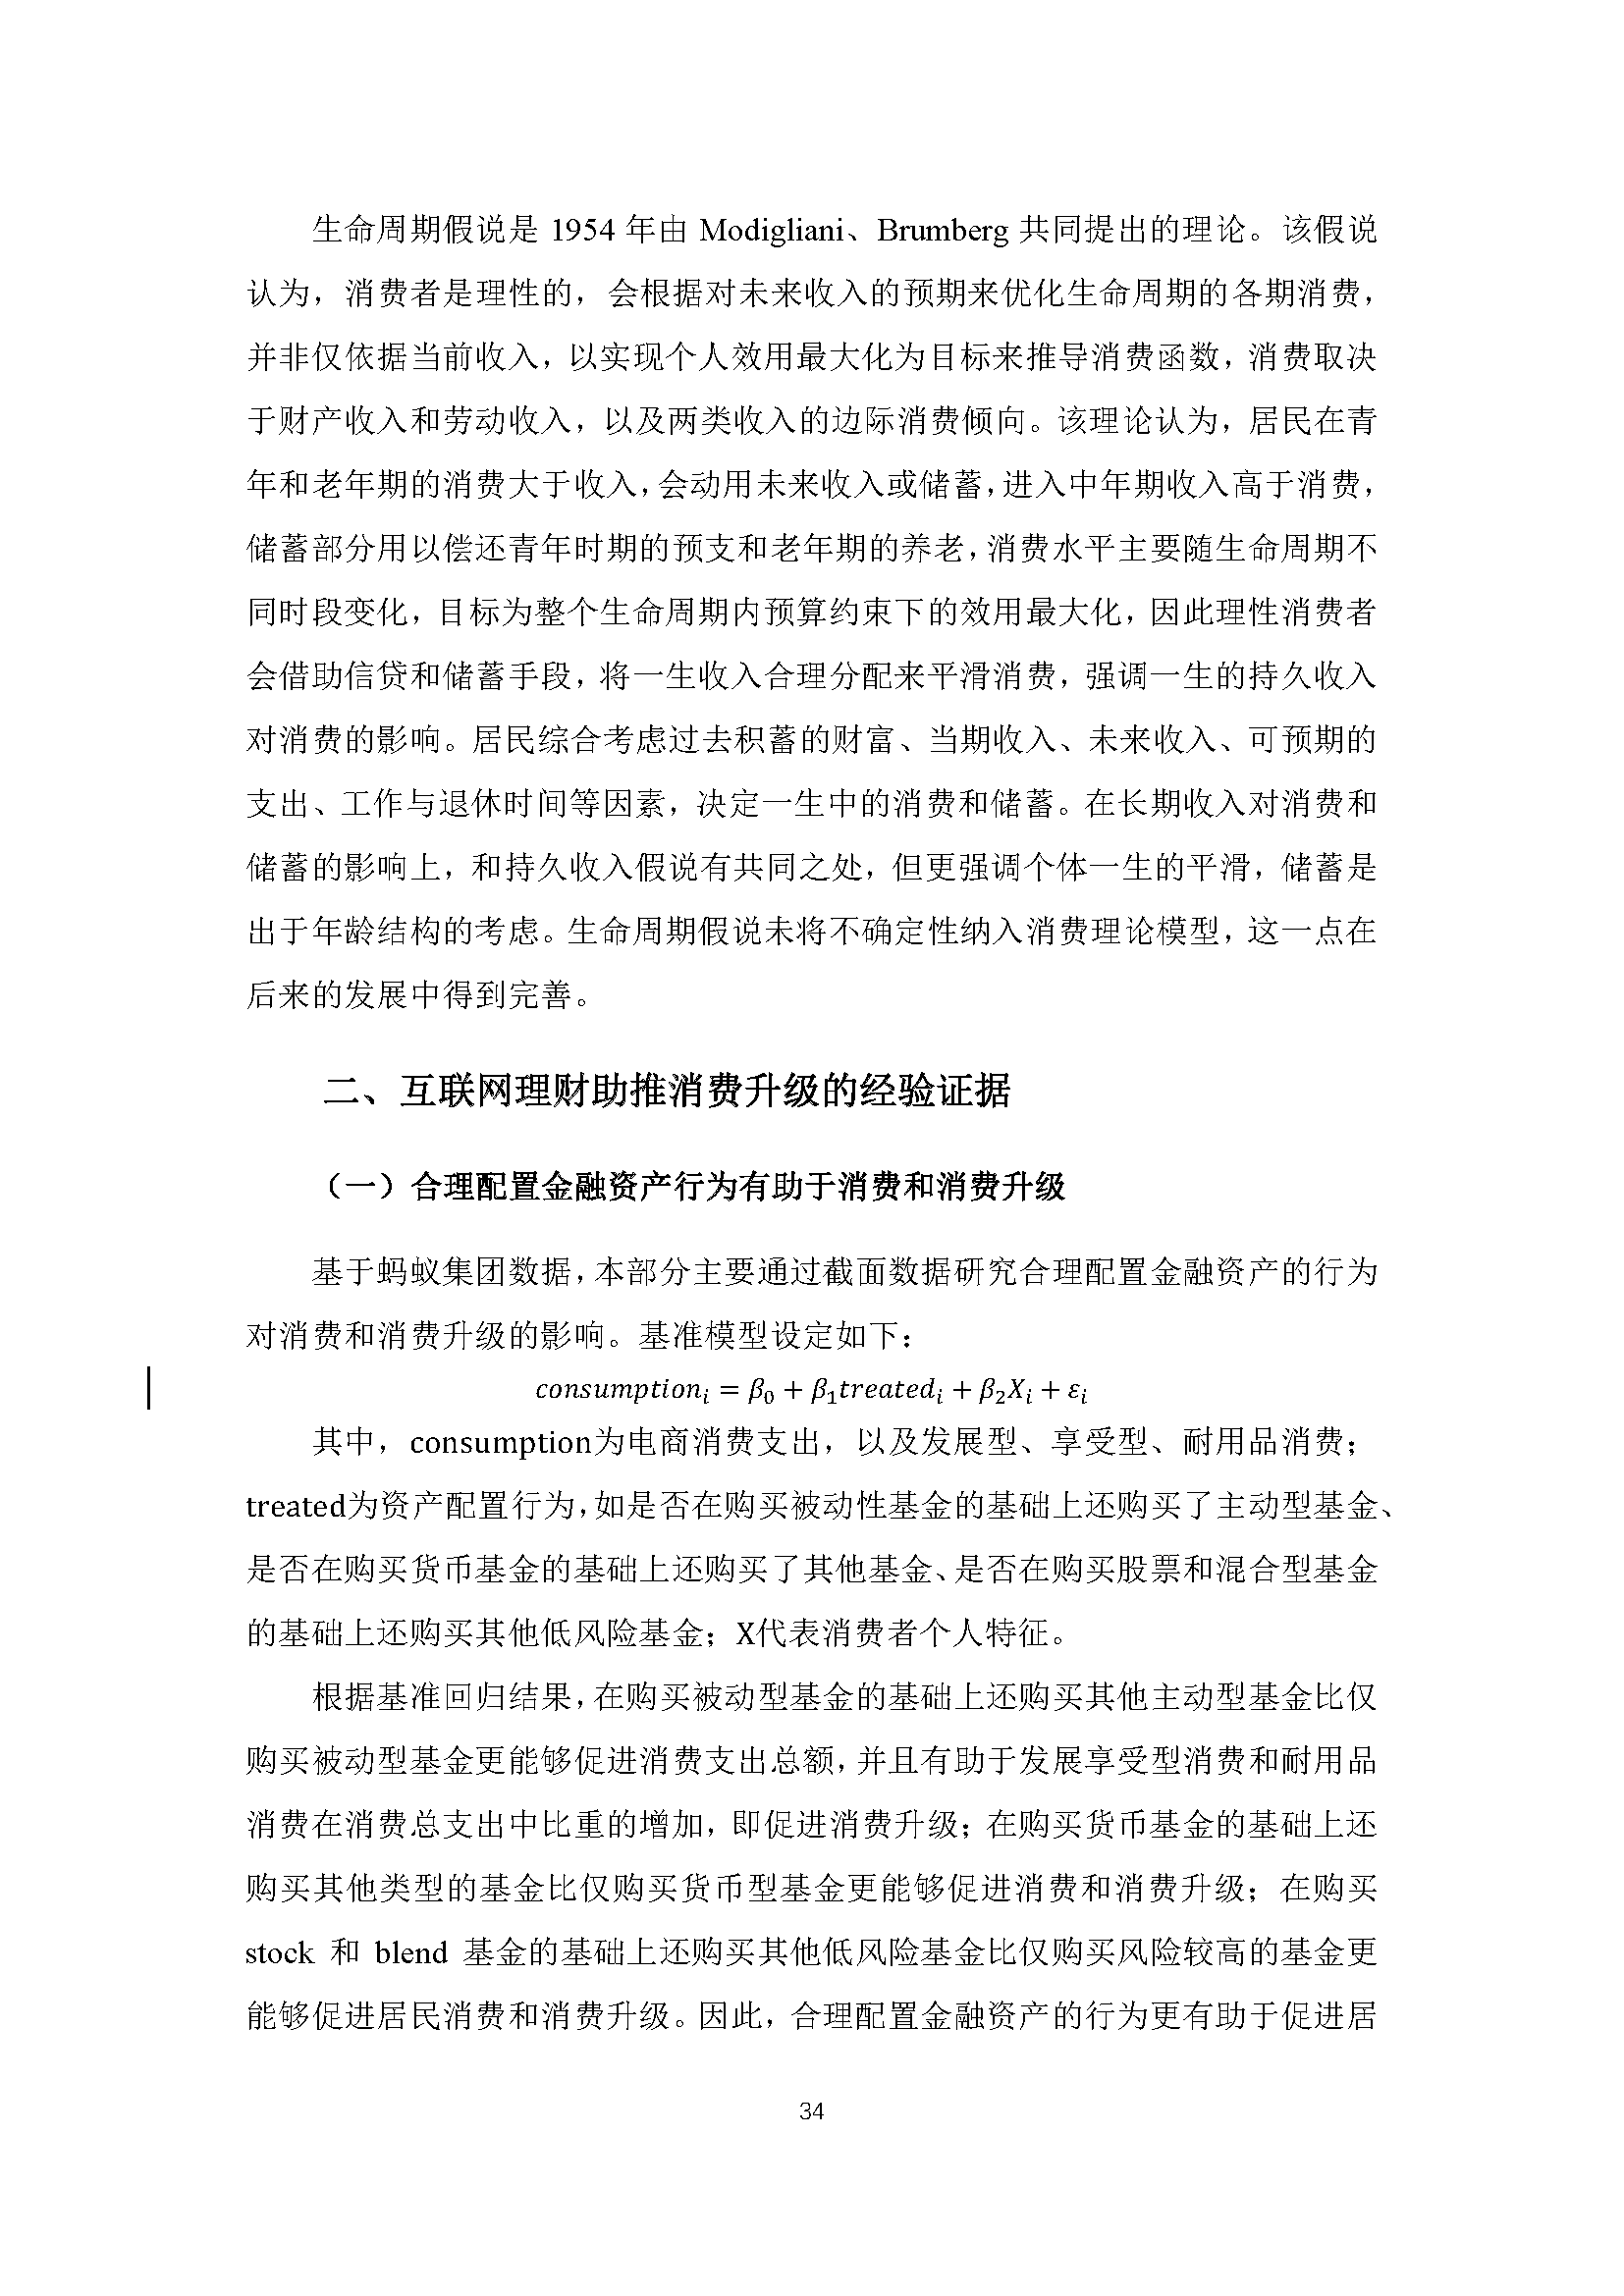 生命周期假说是 1954 年由 Modigliani、Brumberg 共同提出的理论。该假说
认为，消费者是理性的，会根据对未来收入的预期来优化生命周期的各期消费，
并非仅依据当前收入，以实现个人效用最大化为目标来推导消费函数，消费取决
于财产收入和劳动收入，以及两类收入的边际消费倾向。该理论认为，居民在青
年和老年期的消费大于收入，会动用未来收入或储蓄，进入中年期收入高于消费，
储蓄部分用以偿还青年时期的预支和老年期的养老，消费水平主要随生命周期不
同时段变化，目标为整个生命周期内预算约束下的效用最大化，因此理性消费者
会借助信贷和储蓄手段，将一生收入合理分配来平滑消费，强调一生的持久收入
对消费的影响。居民综合考虑过去积蓄的财富、当期收入、未来收入、可预期的
支出、工作与退休时间等因素，决定一生中的消费和储蓄。在长期收入对消费和
储蓄的影响上，和持久收入假说有共同之处，但更强调个体一生的平滑，储蓄是
出于年龄结构的考虑。生命周期假说未将不确定性纳入消费理论模型，这一点在
后来的发展中得到完善。
二、互联网理财助推消费升级的经验证据
（一）合理配置金融资产行为有助于消费和消费升级
基于蚂蚁集团数据，本部分主要通过截面数据研究合理配置金融资产的行为
对消费和消费升级的影响。基准模型设定如下：
consumptionᵢ = β₀ + β₁treatedᵢ + β₂Xᵢ + εᵢ
其中，consumption为电商消费支出，以及发展型、享受型、耐用品消费；
treated为资产配置行为，如是否在购买被动性基金的基础上还购买了主动型基金、
是否在购买货币基金的基础上还购买了其他基金、是否在购买股票和混合型基金
的基础上还购买其他低风险基金；X代表消费者个人特征。
根据基准回归结果，在购买被动型基金的基础上还购买其他主动型基金比仅
购买被动型基金更能够促进消费支出总额，并且有助于发展享受型消费和耐用品
消费在消费总支出中比重的增加，即促进消费升级；在购买货币基金的基础上还
购买其他类型的基金比仅购买货币型基金更能够促进消费和消费升级；在购买
stock 和 blend 基金的基础上还购买其他低风险基金比仅购买风险较高的基金更
能够促进居民消费和消费升级。因此，合理配置金融资产的行为更有助于促进居
34